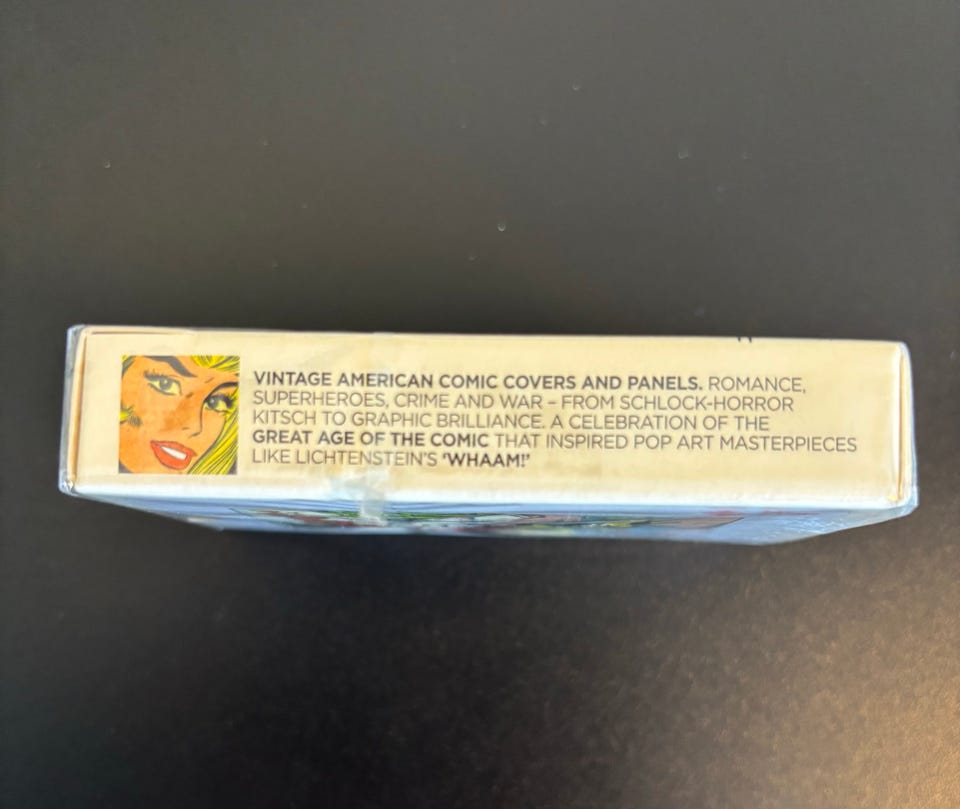 VINTAGE AMERICAN COMIC COVERS AND PANELS. ROMANCE,
SUPERHEROES, CRIME AND WAR – FROM SCHLOCK-HORROR
KITSCH TO GRAPHIC BRILLIANCE. A CELEBRATION OF THE
GREAT AGE OF THE COMIC THAT INSPIRED POP ART MASTERPIECES
LIKE LICHTENSTEIN'S 'WHAAM!'